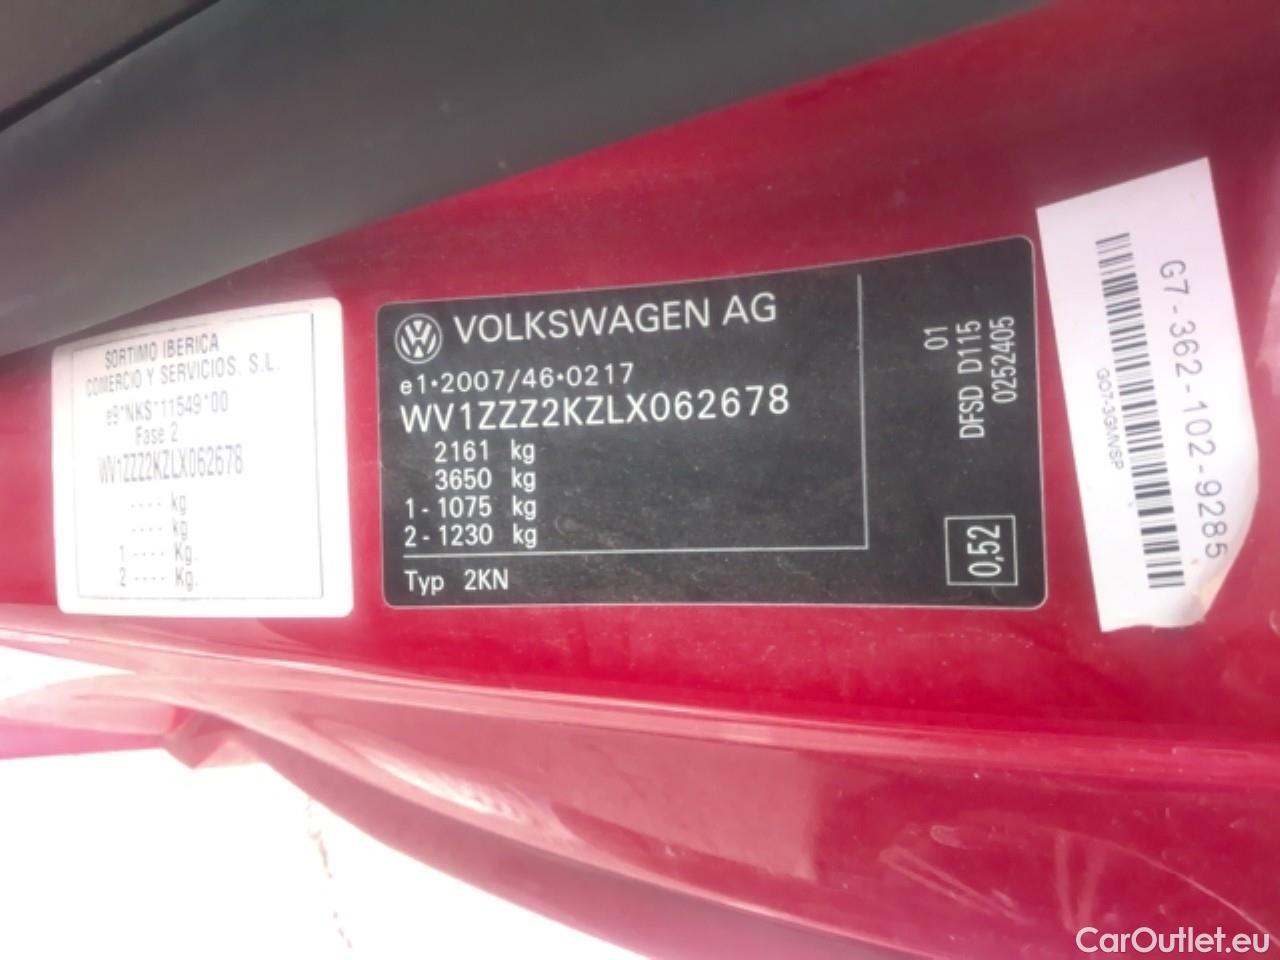 SORTIMO IBERICA
COMERCIO Y SERVICIOS. S.L.
e9*NKS*11549*00
Fase 2
WV1ZZZ2KZLX062678
---- kg
---- kg
1 ---- Kg.
2 ---- Kg.
VOLKSWAGEN AG
e1•2007/46•0217
WV1ZZZ2KZLX062678
2161 kg
3650 kg
1 - 1075 kg
2 - 1230 kg
Typ 2KN
01
DFSD D115
0252405
0,52
G7-362-102-9285
GO7-3GMVSP
CarOutlet.eu